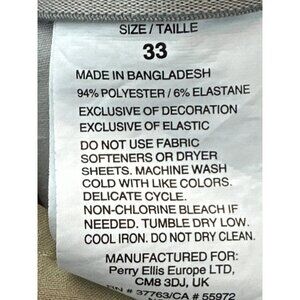 SIZE / TAILLE
33
MADE IN BANGLADESH
94% POLYESTER / 6% ELASTANE
EXCLUSIVE OF DECORATION
EXCLUSIVE OF ELASTIC
DO NOT USE FABRIC
SOFTENERS OR DRYER
SHEETS. MACHINE WASH
COLD WITH LIKE COLORS.
DELICATE CYCLE.
NON-CHLORINE BLEACH IF
NEEDED. TUMBLE DRY LOW.
COOL IRON. DO NOT DRY CLEAN.
MANUFACTURED FOR:
Perry Ellis Europe LTD,
CM8 3DJ, UK
# 37763/CA # 55972